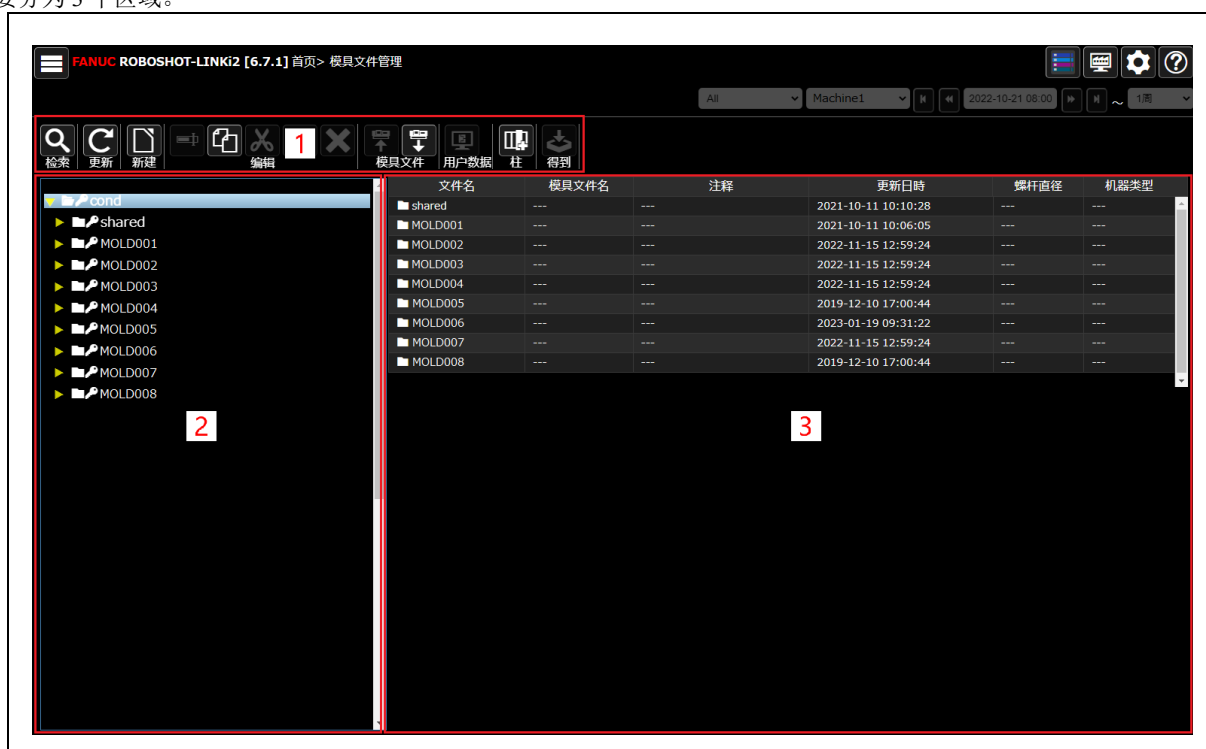 要分为 3 个区域。
FANUC ROBOSHOT-LINKi2 [6.7.1] 首页> 模具文件管理
All Machine1 2022-10-21 08:00 ～ 1周
1
检索 更新 新建 编辑 模具文件 用户数据 柱 得到
cond
shared
MOLD001
MOLD002
MOLD003
MOLD004
MOLD005
MOLD006
MOLD007
MOLD008
2
文件名 模具文件名 注释 更新日時 螺杆直径 机器类型
shared --- --- 2021-10-11 10:10:28 --- ---
MOLD001 --- --- 2021-10-11 10:06:05 --- ---
MOLD002 --- --- 2022-11-15 12:59:24 --- ---
MOLD003 --- --- 2022-11-15 12:59:24 --- ---
MOLD004 --- --- 2022-11-15 12:59:24 --- ---
MOLD005 --- --- 2019-12-10 17:00:44 --- ---
MOLD006 --- --- 2023-01-19 09:31:22 --- ---
MOLD007 --- --- 2022-11-15 12:59:24 --- ---
MOLD008 --- --- 2019-12-10 17:00:44 --- ---
3